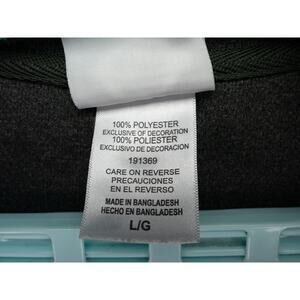 100% POLYESTER
EXCLUSIVE OF DECORATION
100% POLIESTER
EXCLUSIVO DE DECORACION
191369
CARE ON REVERSE
PRECAUCIONES
EN EL REVERSO
MADE IN BANGLADESH
HECHO EN BANGLADESH
L/G